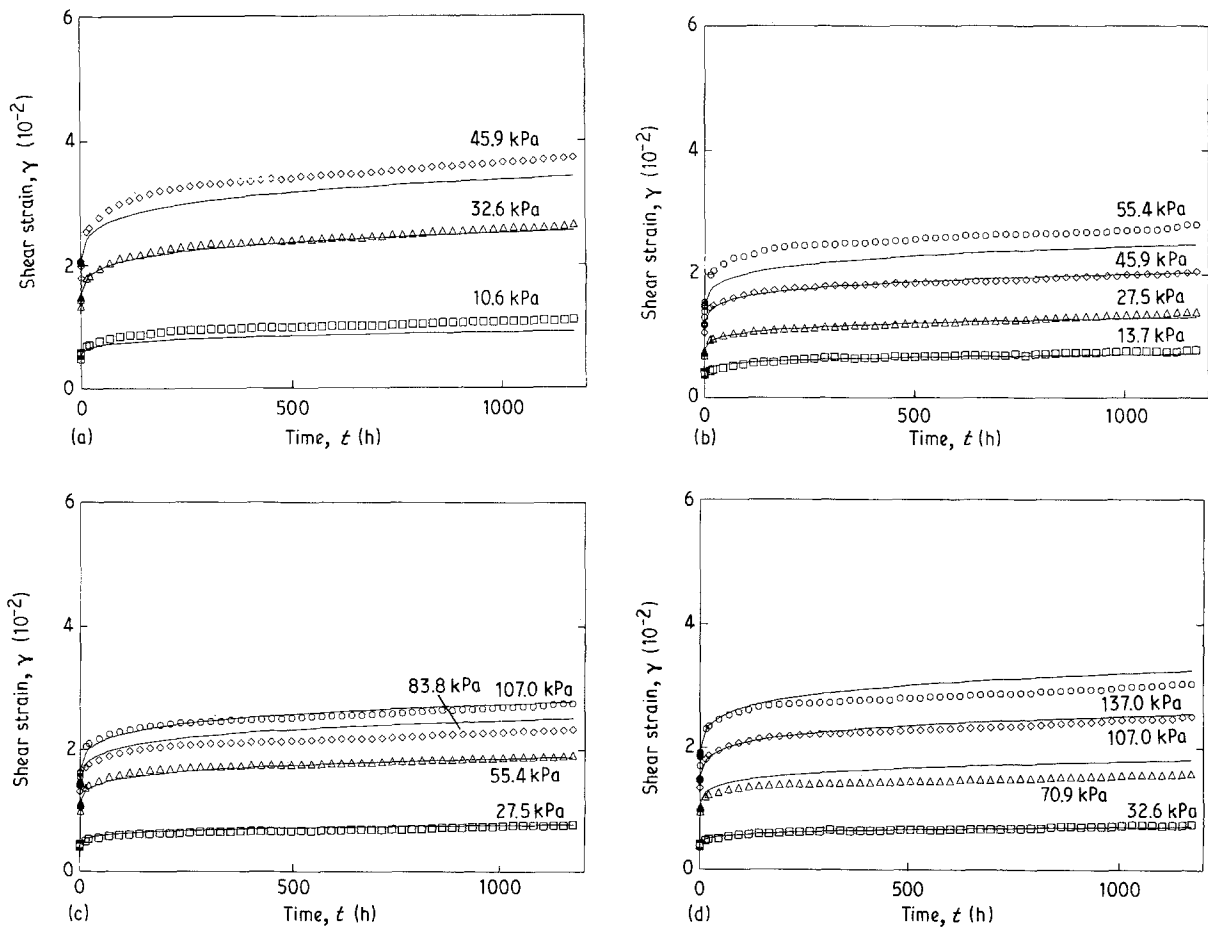 6
4
2
0
Shear strain, γ (10⁻²)
45.9 kPa
32.6 kPa
10.6 kPa
0
500
1000
(a)
Time, t (h)
6
4
2
0
Shear strain, γ (10⁻²)
55.4 kPa
45.9 kPa
27.5 kPa
13.7 kPa
0
500
1000
(b)
Time, t (h)
6
4
2
0
Shear strain, γ (10⁻²)
83.8 kPa
107.0 kPa
55.4 kPa
27.5 kPa
0
500
1000
(c)
Time, t (h)
6
4
2
0
Shear strain, γ (10⁻²)
137.0 kPa
107.0 kPa
70.9 kPa
32.6 kPa
0
500
1000
(d)
Time, t (h)